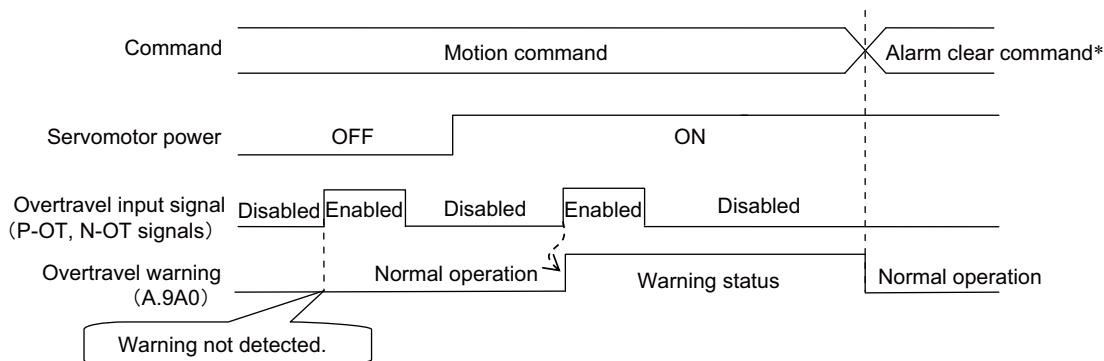 Command
Motion command
Alarm clear command*
Servomotor power
OFF
ON
Overtravel input signal
(P-OT, N-OT signals)
Disabled
Enabled
Disabled
Enabled
Disabled
Overtravel warning
(A.9A0)
Normal operation
Warning status
Normal operation
Warning not detected.